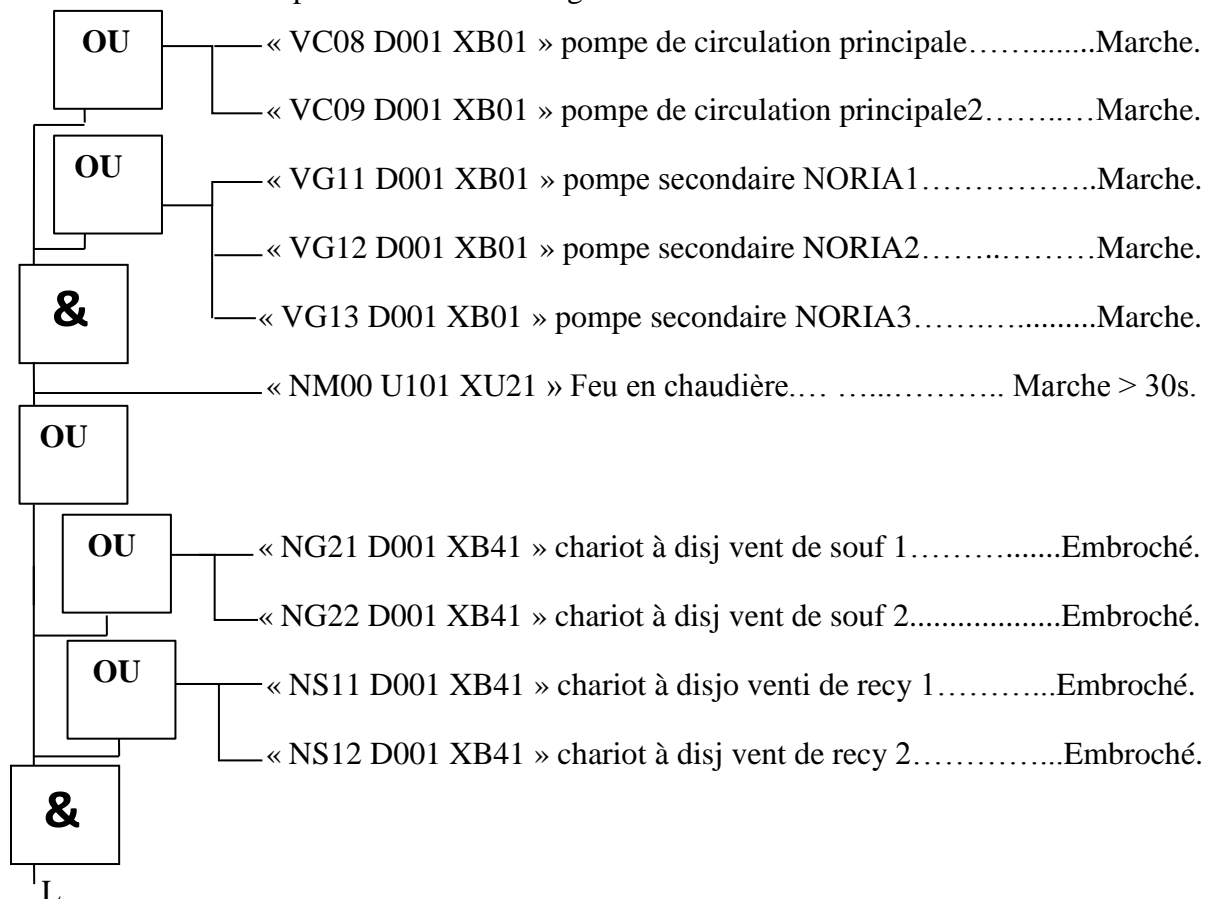 OU
« VC08 D001 XB01 » pompe de circulation principale…….......Marche.
« VC09 D001 XB01 » pompe de circulation principale2……..…Marche.
OU
« VG11 D001 XB01 » pompe secondaire NORIA1……………..Marche.
« VG12 D001 XB01 » pompe secondaire NORIA2……..………Marche.
&
« VG13 D001 XB01 » pompe secondaire NORIA3…………..........Marche.
« NM00 U101 XU21 » Feu en chaudière.… …...……….. Marche > 30s.
OU
OU
« NG21 D001 XB41 » chariot à disj vent de souf 1……….......Embroché.
« NG22 D001 XB41 » chariot à disj vent de souf 2...................Embroché.
OU
« NS11 D001 XB41 » chariot à disjo venti de recy 1………...Embroché.
« NS12 D001 XB41 » chariot à disj vent de recy 2…………...Embroché.
&
L